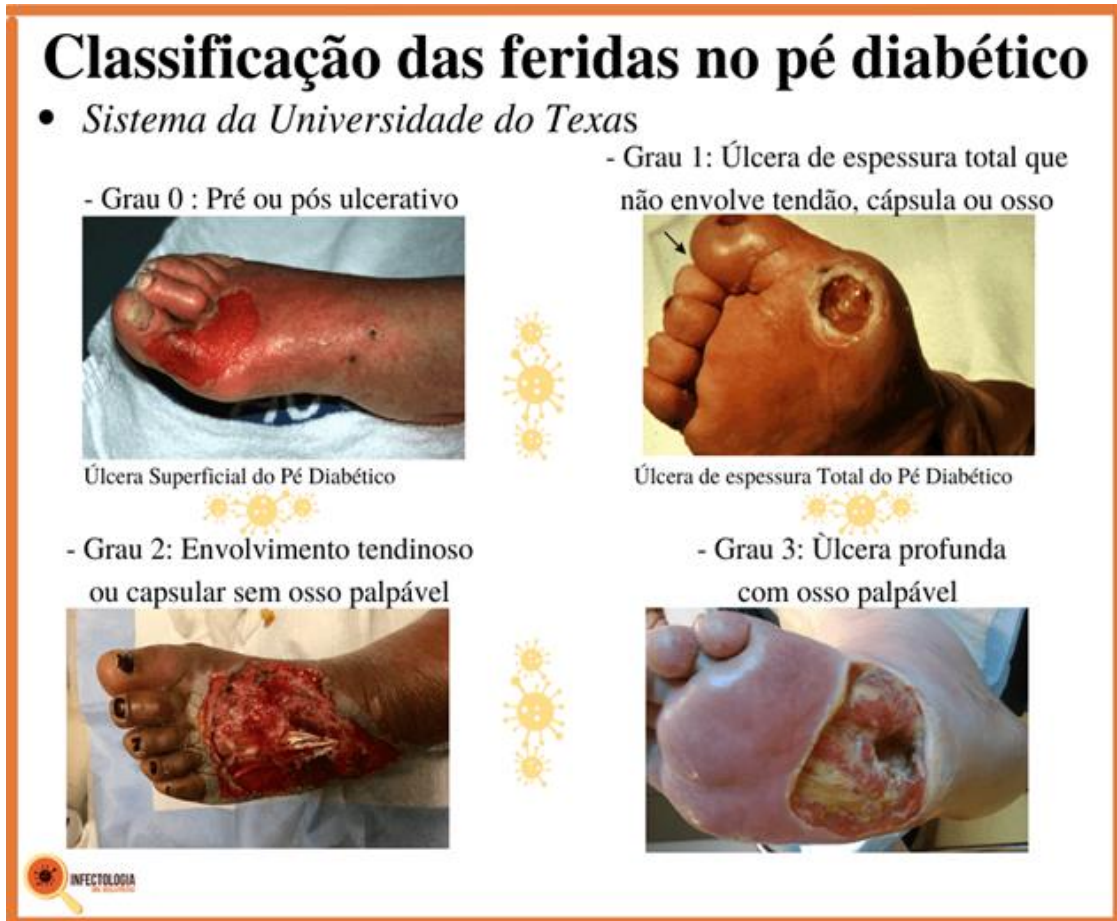 Classificação das feridas no pé diabético
• Sistema da Universidade do Texas
- Grau 0 : Pré ou pós ulcerativo
Úlcera Superficial do Pé Diabético
- Grau 1: Úlcera de espessura total que
não envolve tendão, cápsula ou osso
Úlcera de espessura Total do Pé Diabético
- Grau 2: Envolvimento tendinoso
ou capsular sem osso palpável
- Grau 3: Ùlcera profunda
com osso palpável
INFECTOLOGIA